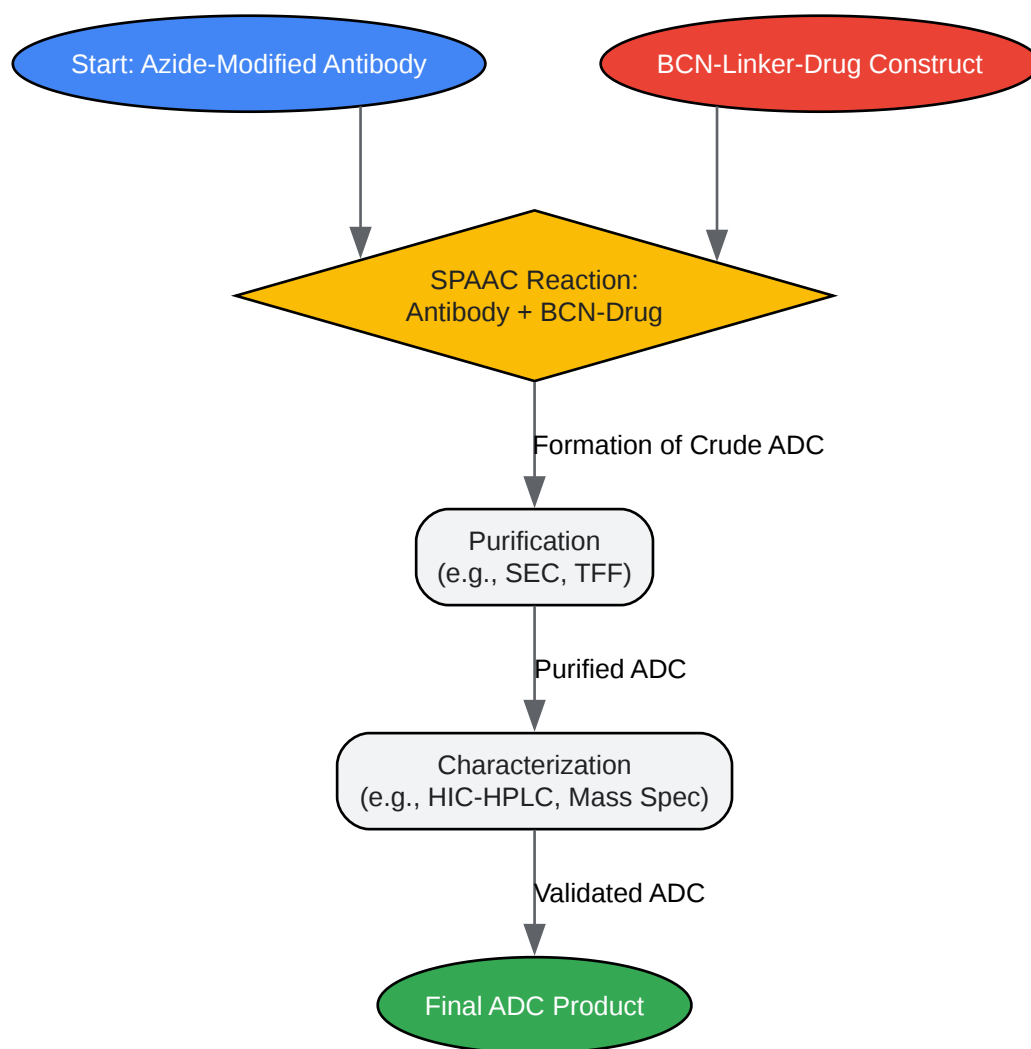 Start: Azide-Modified Antibody
BCN-Linker-Drug Construct
SPAAC Reaction:
Antibody + BCN-Drug
Formation of Crude ADC
Purification
(e.g., SEC, TFF)
Purified ADC
Characterization
(e.g., HIC-HPLC, Mass Spec)
Validated ADC
Final ADC Product